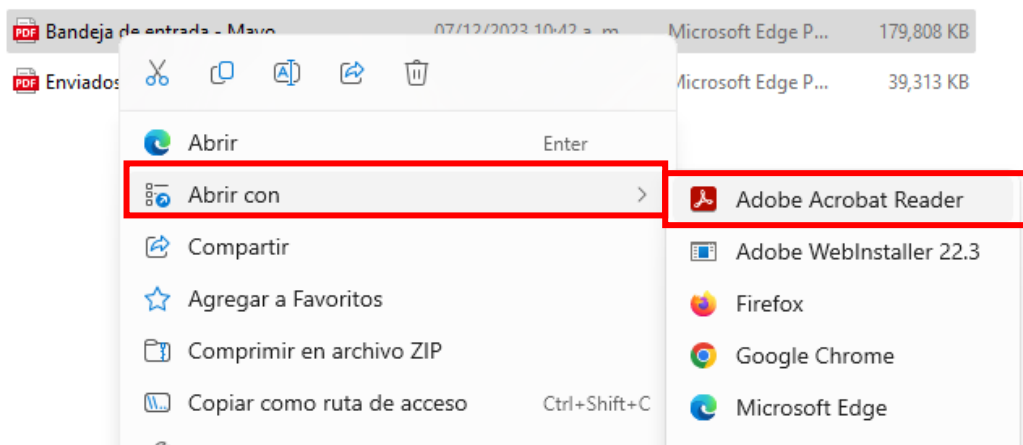 PDF Bandeja de entrada - Mayo 07/12/2023 10:42 a. m. Microsoft Edge P... 179,808 KB
PDF Enviados Microsoft Edge P... 39,313 KB
Abrir Enter
Abrir con
Adobe Acrobat Reader
Compartir
Adobe WebInstaller 22.3
Agregar a Favoritos
Firefox
Comprimir en archivo ZIP
Google Chrome
Copiar como ruta de acceso Ctrl+Shift+C
Microsoft Edge